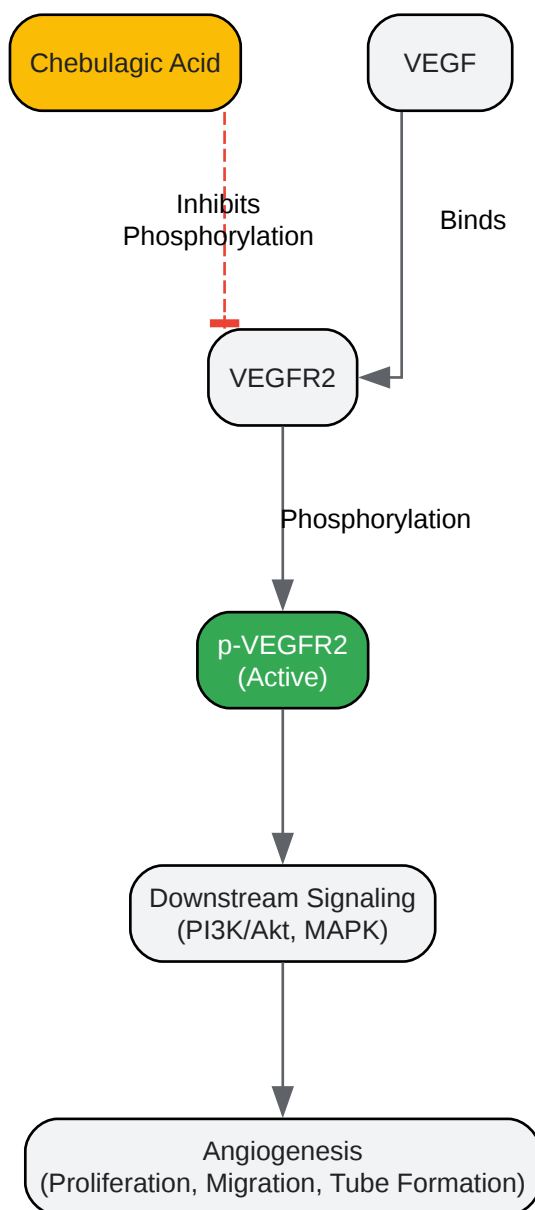 Chebulagic Acid
VEGF
Inhibits
Phosphorylation
Binds
VEGFR2
Phosphorylation
p-VEGFR2
(Active)
Downstream Signaling
(PI3K/Akt, MAPK)
Angiogenesis
(Proliferation, Migration, Tube Formation)